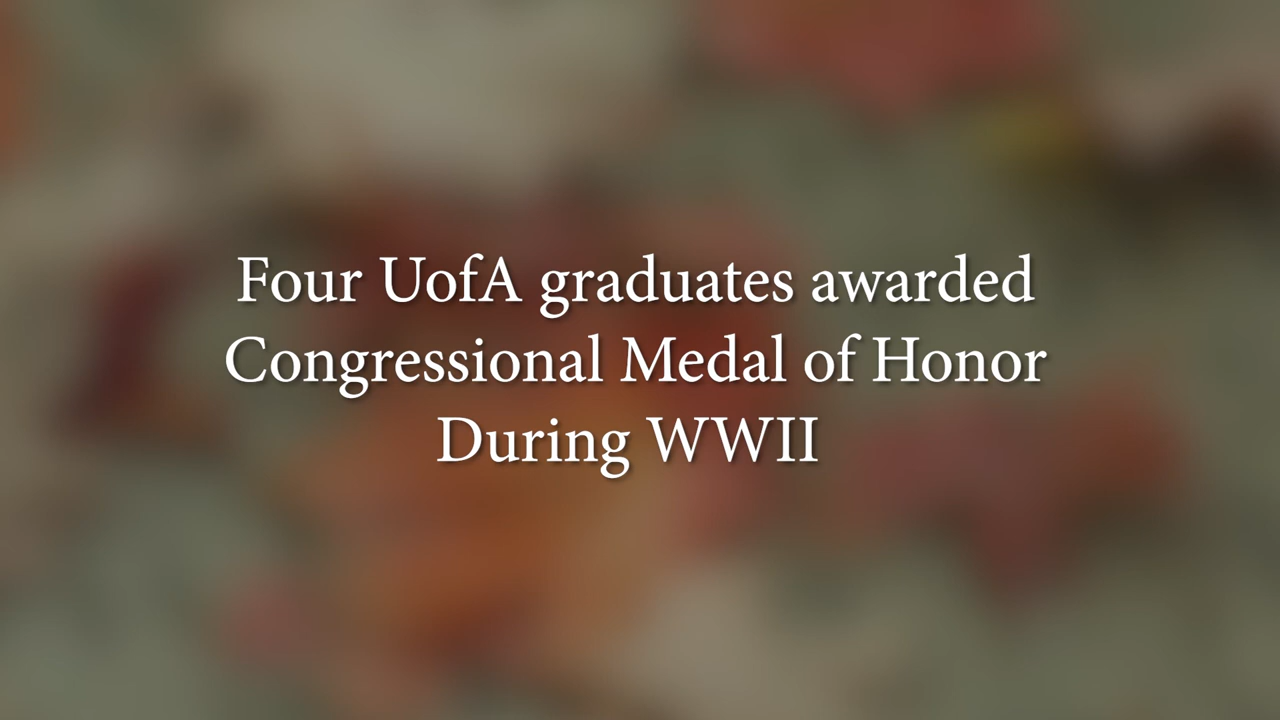 Four UofA graduates awarded
Congressional Medal of Honor
During WWII